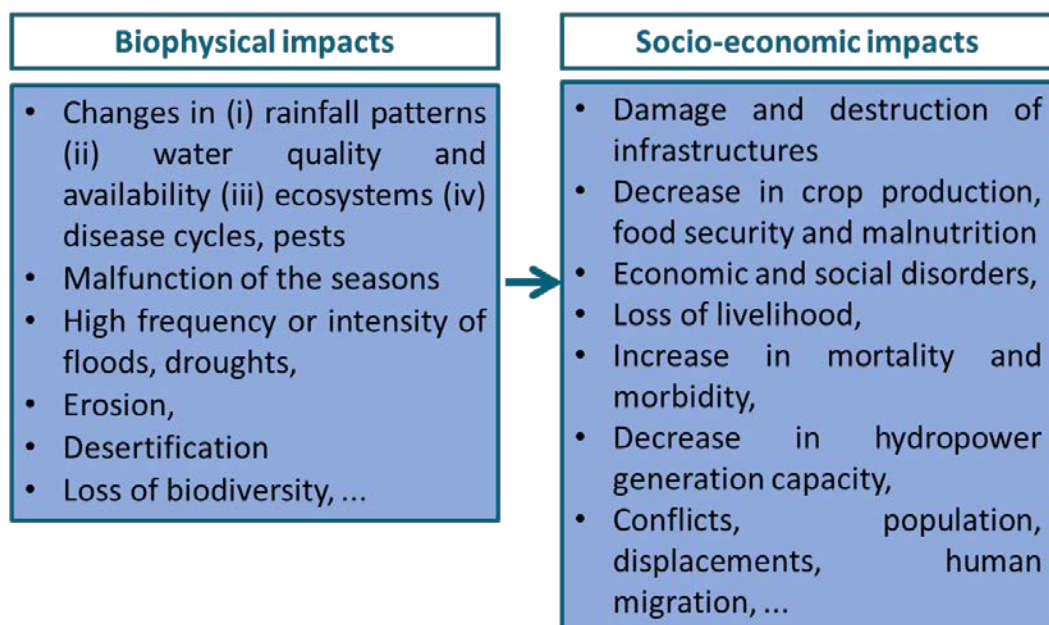 Biophysical impacts
• Changes in (i) rainfall patterns
(ii) water quality and
availability (iii) ecosystems (iv)
disease cycles, pests
• Malfunction of the seasons
• High frequency or intensity of
floods, droughts,
• Erosion,
• Desertification
• Loss of biodiversity, ...
Socio-economic impacts
• Damage and destruction of
infrastructures
• Decrease in crop production,
food security and malnutrition
• Economic and social disorders,
• Loss of livelihood,
• Increase in mortality and
morbidity,
• Decrease in hydropower
generation capacity,
• Conflicts, population,
displacements, human
migration, ...